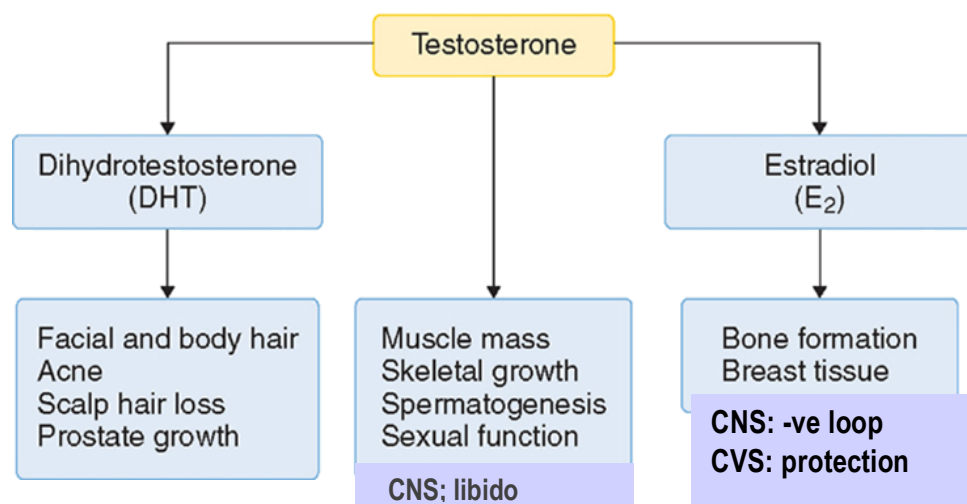 Testosterone
Dihydrotestosterone
(DHT)
Estradiol
(E₂)
Facial and body hair
Acne
Scalp hair loss
Prostate growth
Muscle mass
Skeletal growth
Spermatogenesis
Sexual function
CNS; libido
Bone formation
Breast tissue
CNS: -ve loop
CVS: protection